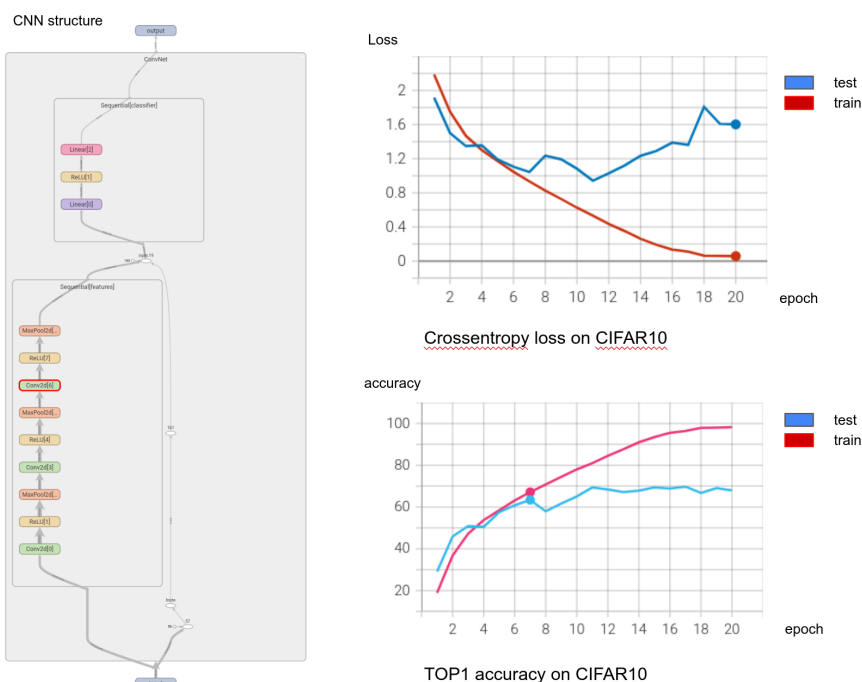 CNN structure
output
ConvNet
Sequential[classifier]
Linear[2]
ReLU[1]
Linear[0]
Sequential[features]
MaxPool2d[..
ReLU[7]
Conv2d[6]
MaxPool2d[..
ReLU[4]
Conv2d[3]
MaxPool2d[..
ReLU[1]
Conv2d[0]
Loss
2
1.6
1.2
0.8
0.4
0
2 4 6 8 10 12 14 16 18 20
epoch
test
train
Crossentropy loss on CIFAR10
accuracy
100
80
60
40
20
2 4 6 8 10 12 14 16 18 20
epoch
test
train
TOP1 accuracy on CIFAR10